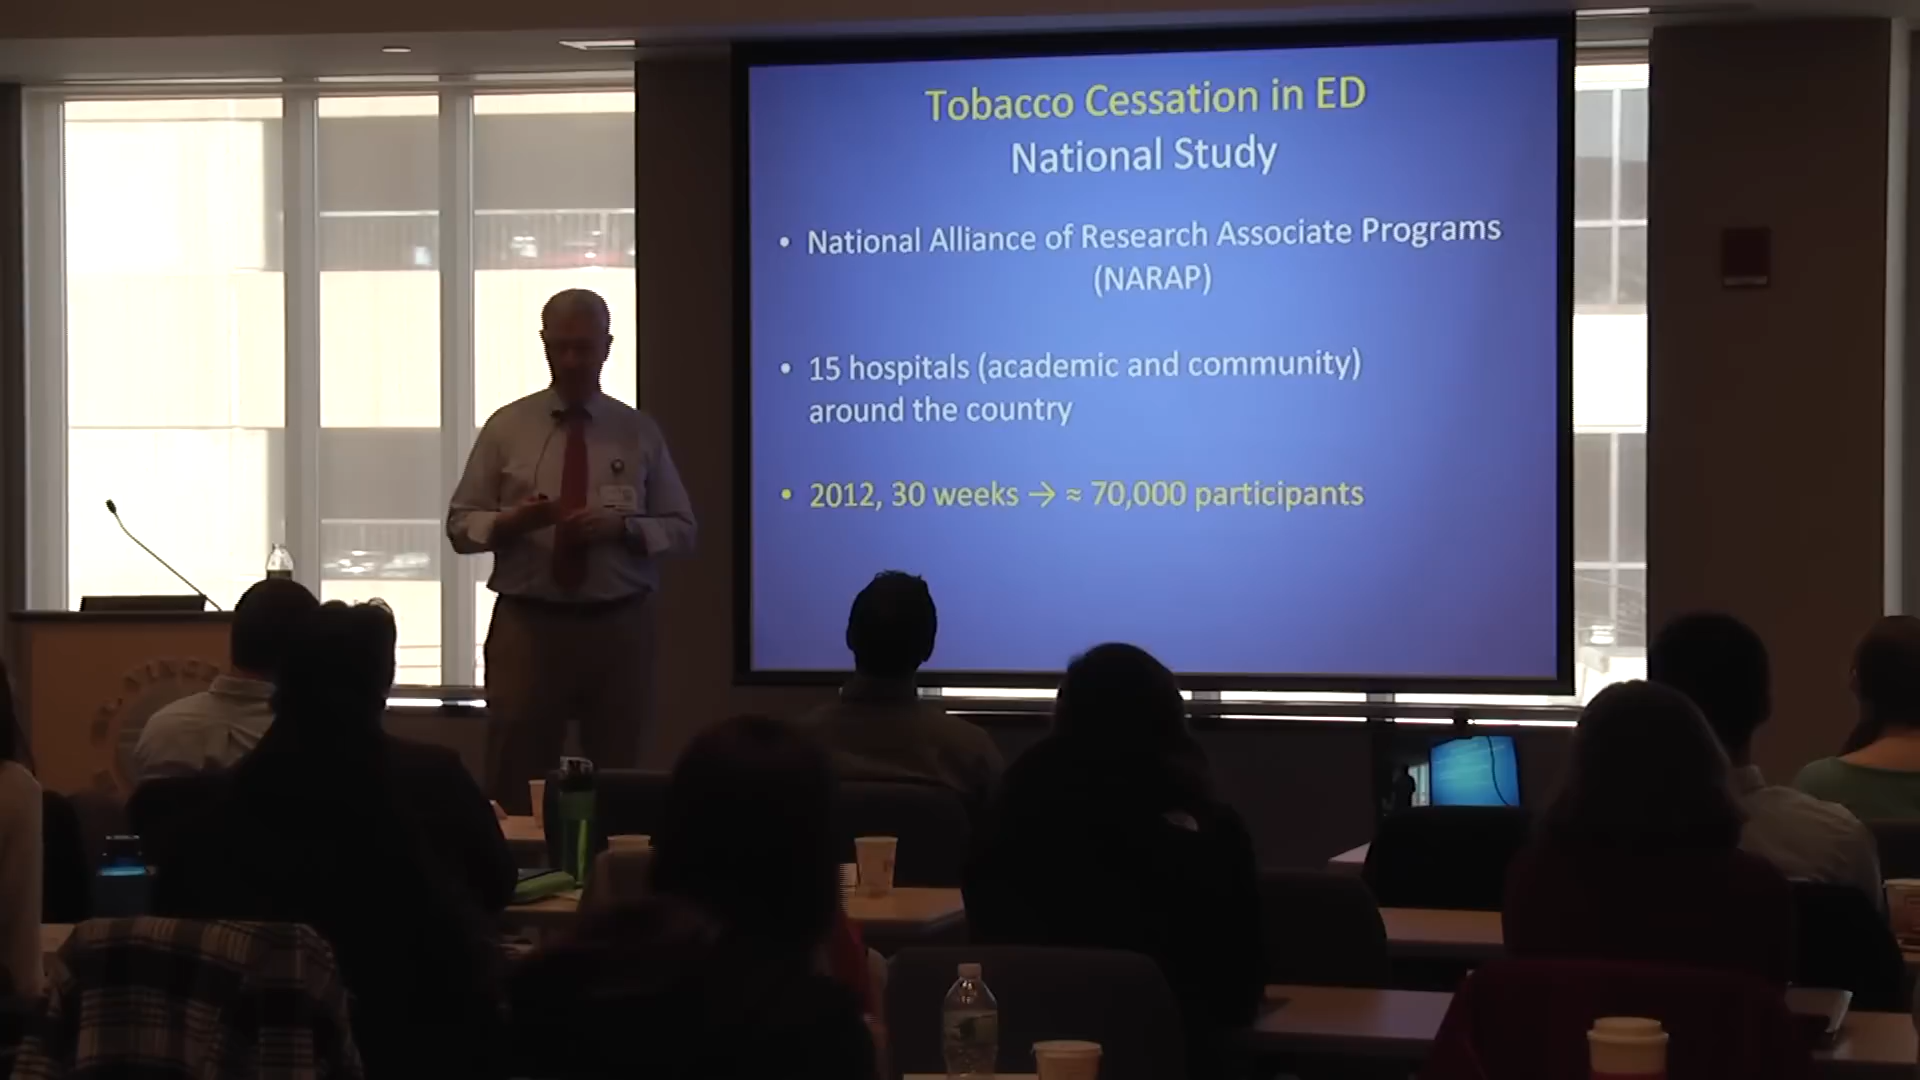 Tobacco Cessation in ED
National Study
• National Alliance of Research Associate Programs
(NARAP)
• 15 hospitals (academic and community)
around the country
• 2012, 30 weeks → ≈ 70,000 participants